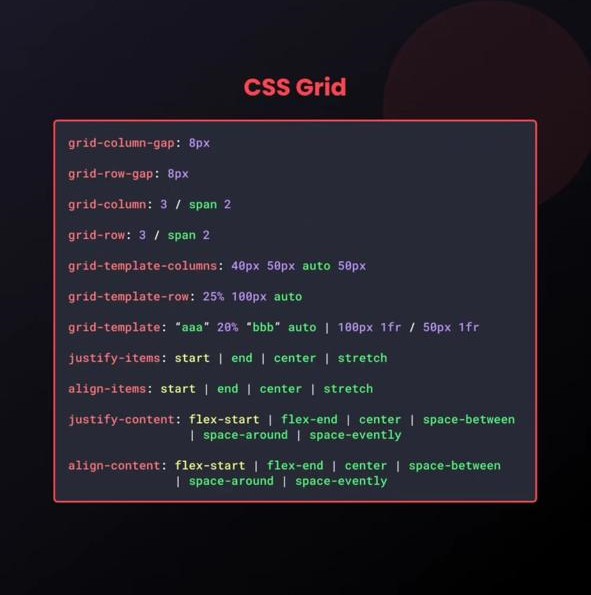 CSS Grid
grid-column-gap: 8px
grid-row-gap: 8px
grid-column: 3 / span 2
grid-row: 3 / span 2
grid-template-columns: 40px 50px auto 50px
grid-template-row: 25% 100px auto
grid-template: “aaa” 20% “bbb” auto | 100px 1fr / 50px 1fr
justify-items: start | end | center | stretch
align-items: start | end | center | stretch
justify-content: flex-start | flex-end | center | space-between
| space-around | space-evently
align-content: flex-start | flex-end | center | space-between
| space-around | space-evently